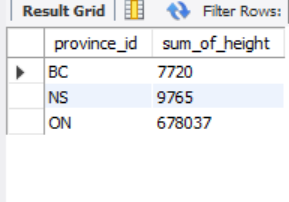 Result Grid Filter Rows:
province_id sum_of_height
BC 7720
NS 9765
ON 678037